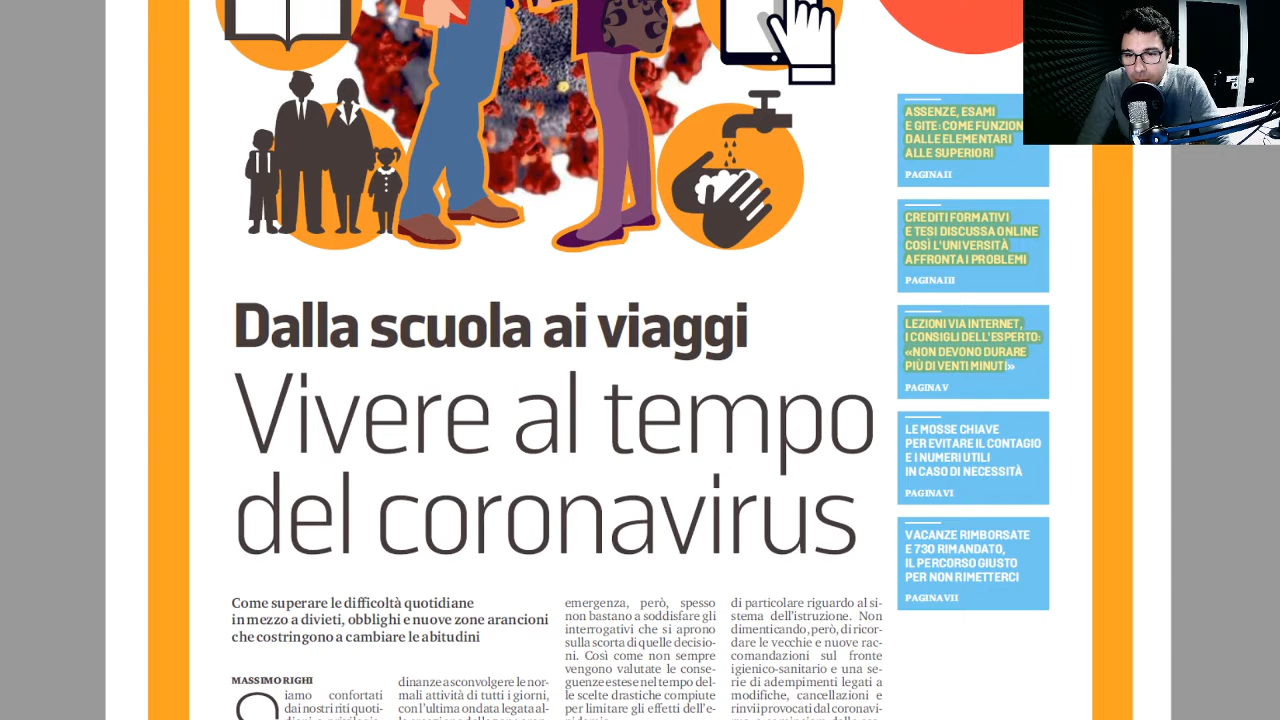 Dalla scuola ai viaggi
Vivere al tempo
del coronavirus
Come superare le difficoltà quotidiane
in mezzo a divieti, obblighi e nuove zone arancioni
che costringono a cambiare le abitudini
MASSIMO RIGHI
iamo confortati
dai nostri riti quoti-
dinanze a sconvolgere le nor-
mali attività di tutti i giorni,
con l'ultima ondata legata al-
emergenza, però, spesso
non bastano a soddisfare gli
interrogativi che si aprono
sulla scorta di quelle decisio-
ni. Così come non sempre
vengono valutate le conse-
guenze estese nel tempo del-
le scelte drastiche compiute
per limitare gli effetti dell'e-
di particolare riguardo al si-
stema dell'istruzione. Non
dimenticando, però, di ricor-
dare le vecchie e nuove rac-
comandazioni sul fronte
igienico-sanitario e una se-
rie di adempimenti legati a
modifiche, cancellazioni e
rinvii provocati dal coronavi-
ASSENZE, ESAMI
E GITE: COME FUNZION
DALLE ELEMENTARI
ALLE SUPERIORI
PAGINA II
CREDITI FORMATIVI
E TESI DISCUSSA ONLINE
COSÌ L'UNIVERSITÀ
AFFRONTA I PROBLEMI
PAGINA III
LEZIONI VIA INTERNET,
I CONSIGLI DELL'ESPERTO:
«NON DEVONO DURARE
PIÙ DI VENTI MINUTI»
PAGINA V
LE MOSSE CHIAVE
PER EVITARE IL CONTAGIO
E I NUMERI UTILI
IN CASO DI NECESSITÀ
PAGINA VI
VACANZE RIMBORSATE
E 730 RIMANDATO,
IL PERCORSO GIUSTO
PER NON RIMETTERCI
PAGINA VII